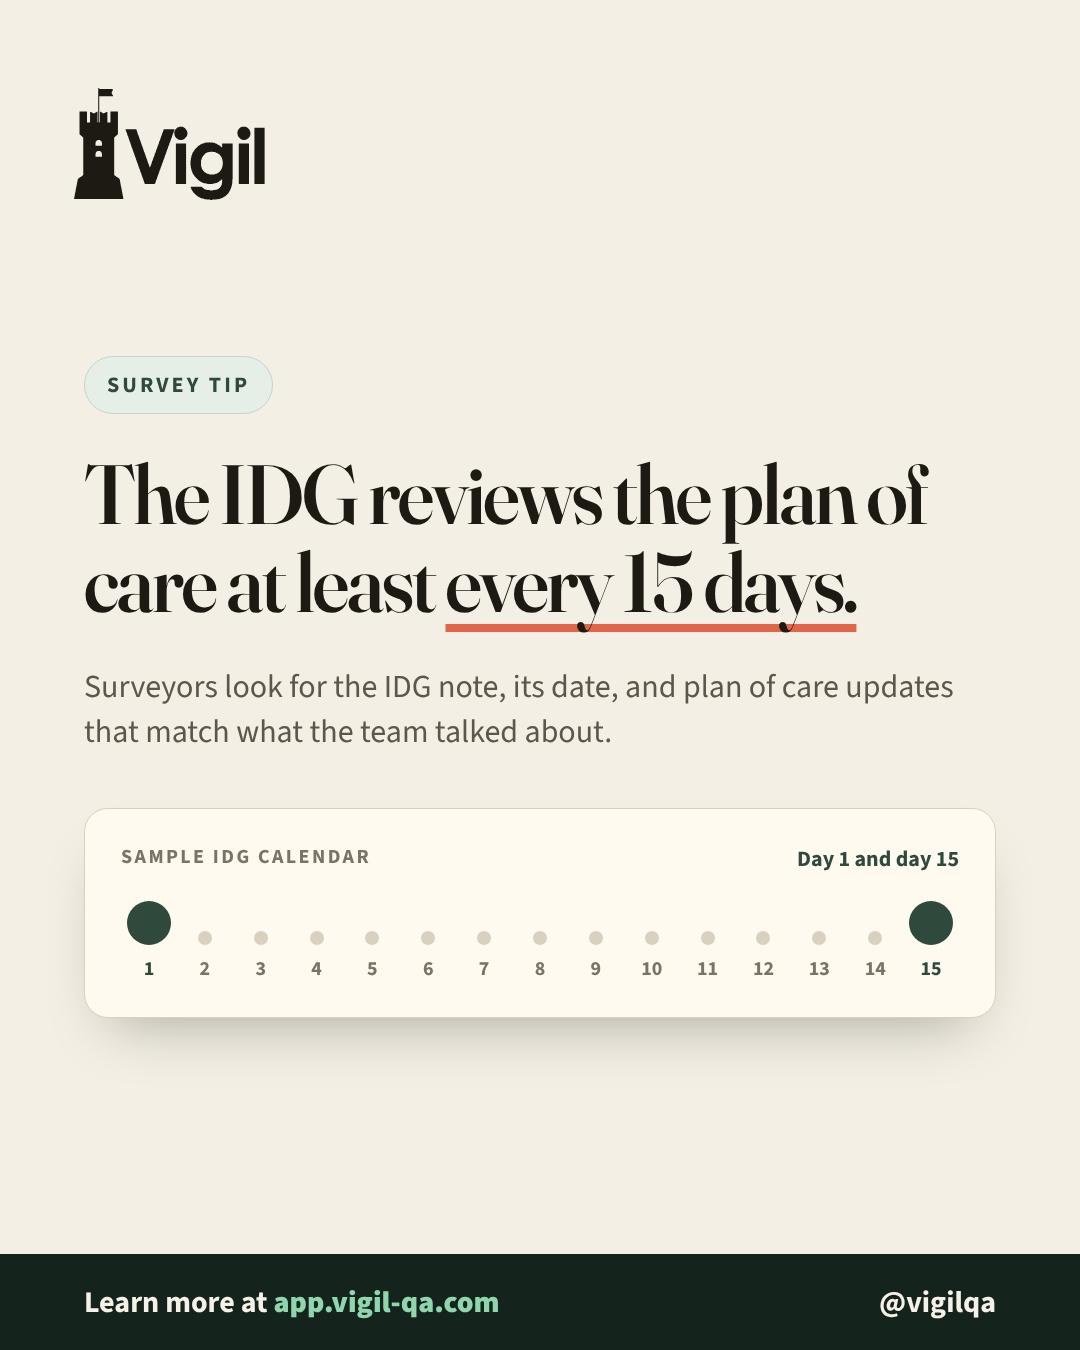 Vigil
SURVEY TIP
The IDG reviews the plan of
care at least every 15 days.
Surveyors look for the IDG note, its date, and plan of care updates
that match what the team talked about.
SAMPLE IDG CALENDAR
Day 1 and day 15
1 2 3 4 5 6 7 8 9 10 11 12 13 14 15
Learn more at app.vigil-qa.com
@vigilqa